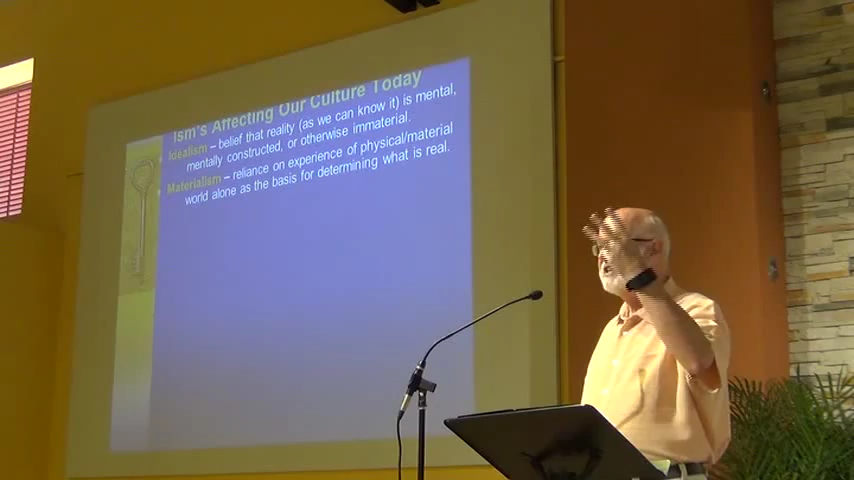 Ism's Affecting Our Culture Today
Idealism – belief that reality (as we can know it) is mental,
mentally constructed, or otherwise immaterial.
Materialism – reliance on experience of physical/material
world alone as the basis for determining what is real.